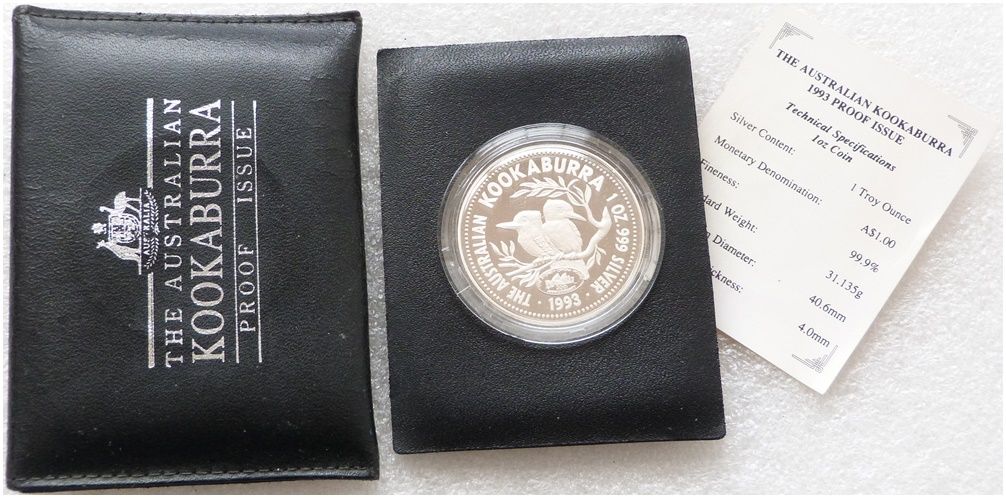 THE AUSTRALIAN
KOOKABURRA
PROOF ISSUE
AUSTRALIA
THE AUSTRALIAN KOOKABURRA 1 OZ. 999 SILVER
· 1993 ·
THE AUSTRALIAN KOOKABURRA
1993 PROOF ISSUE
Technical Specifications
1oz Coin
Silver Content: 1 Troy Ounce
Monetary Denomination: A$1.00
Fineness: 99.9%
Weight: 31.135g
Diameter: 40.6mm
4.0mm